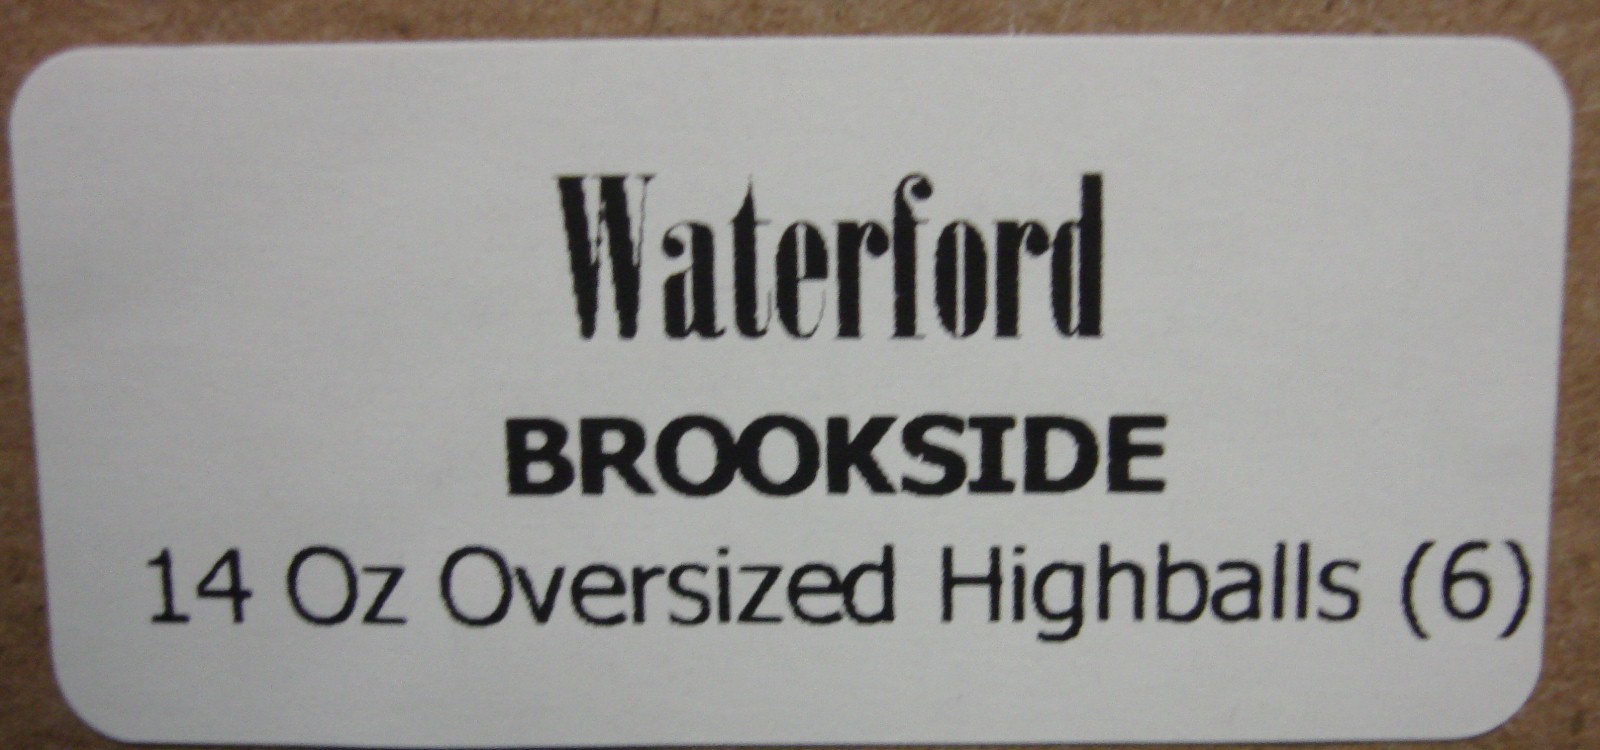 Waterford
BROOKSIDE
14 Oz Oversized Highballs (6)